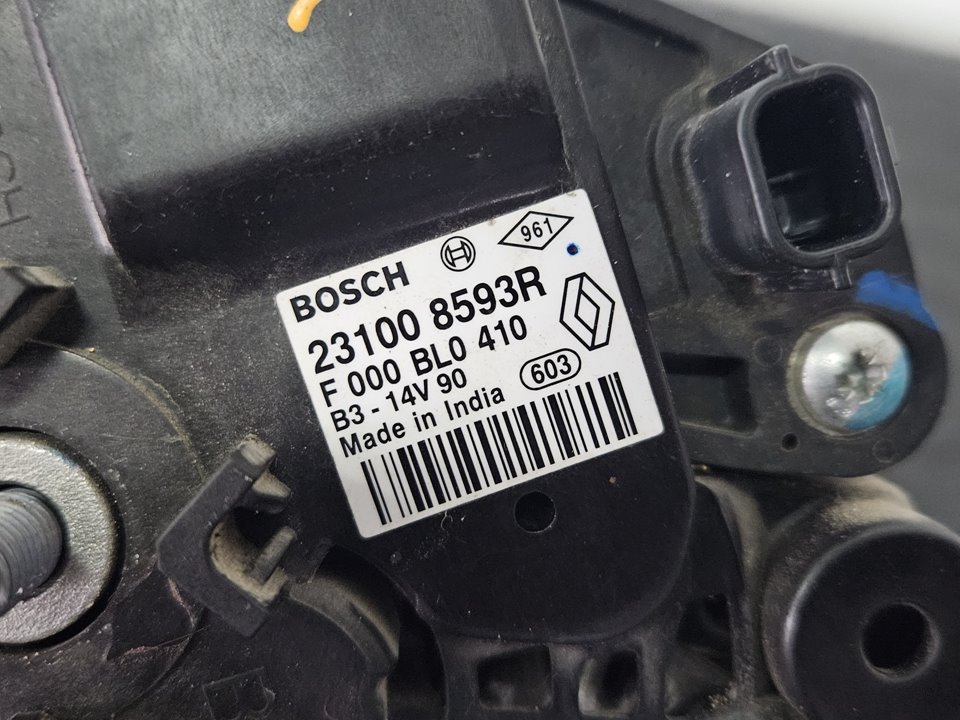 BOSCH 961
23100 8593R
F 000 BL0 410
B3 - 14V 90 603
Made in India